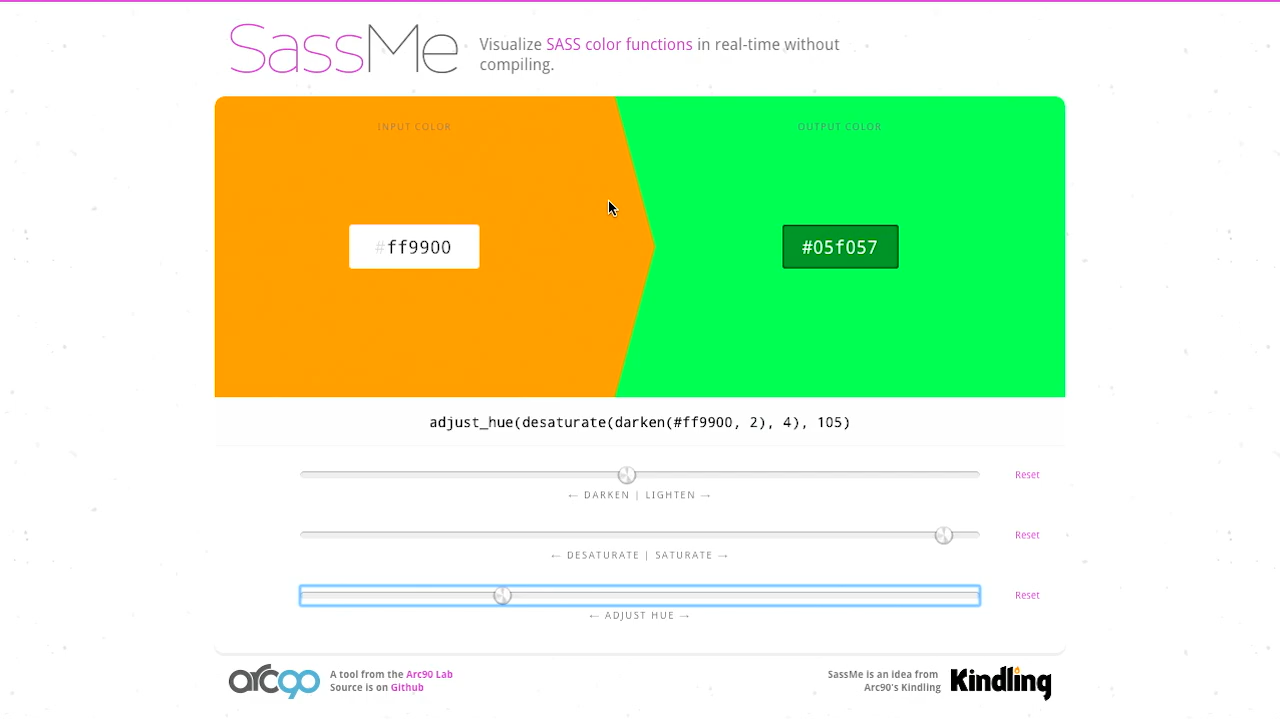 SassMe
Visualize SASS color functions in real-time without
compiling.
INPUT COLOR
OUTPUT COLOR
#ff9900
#05f057
adjust_hue(desaturate(darken(#ff9900, 2), 4), 105)
Reset
← DARKEN | LIGHTEN →
Reset
← DESATURATE | SATURATE →
Reset
← ADJUST HUE →
arc90
A tool from the Arc90 Lab
Source is on Github
SassMe is an idea from
Arc90's Kindling
Kindling